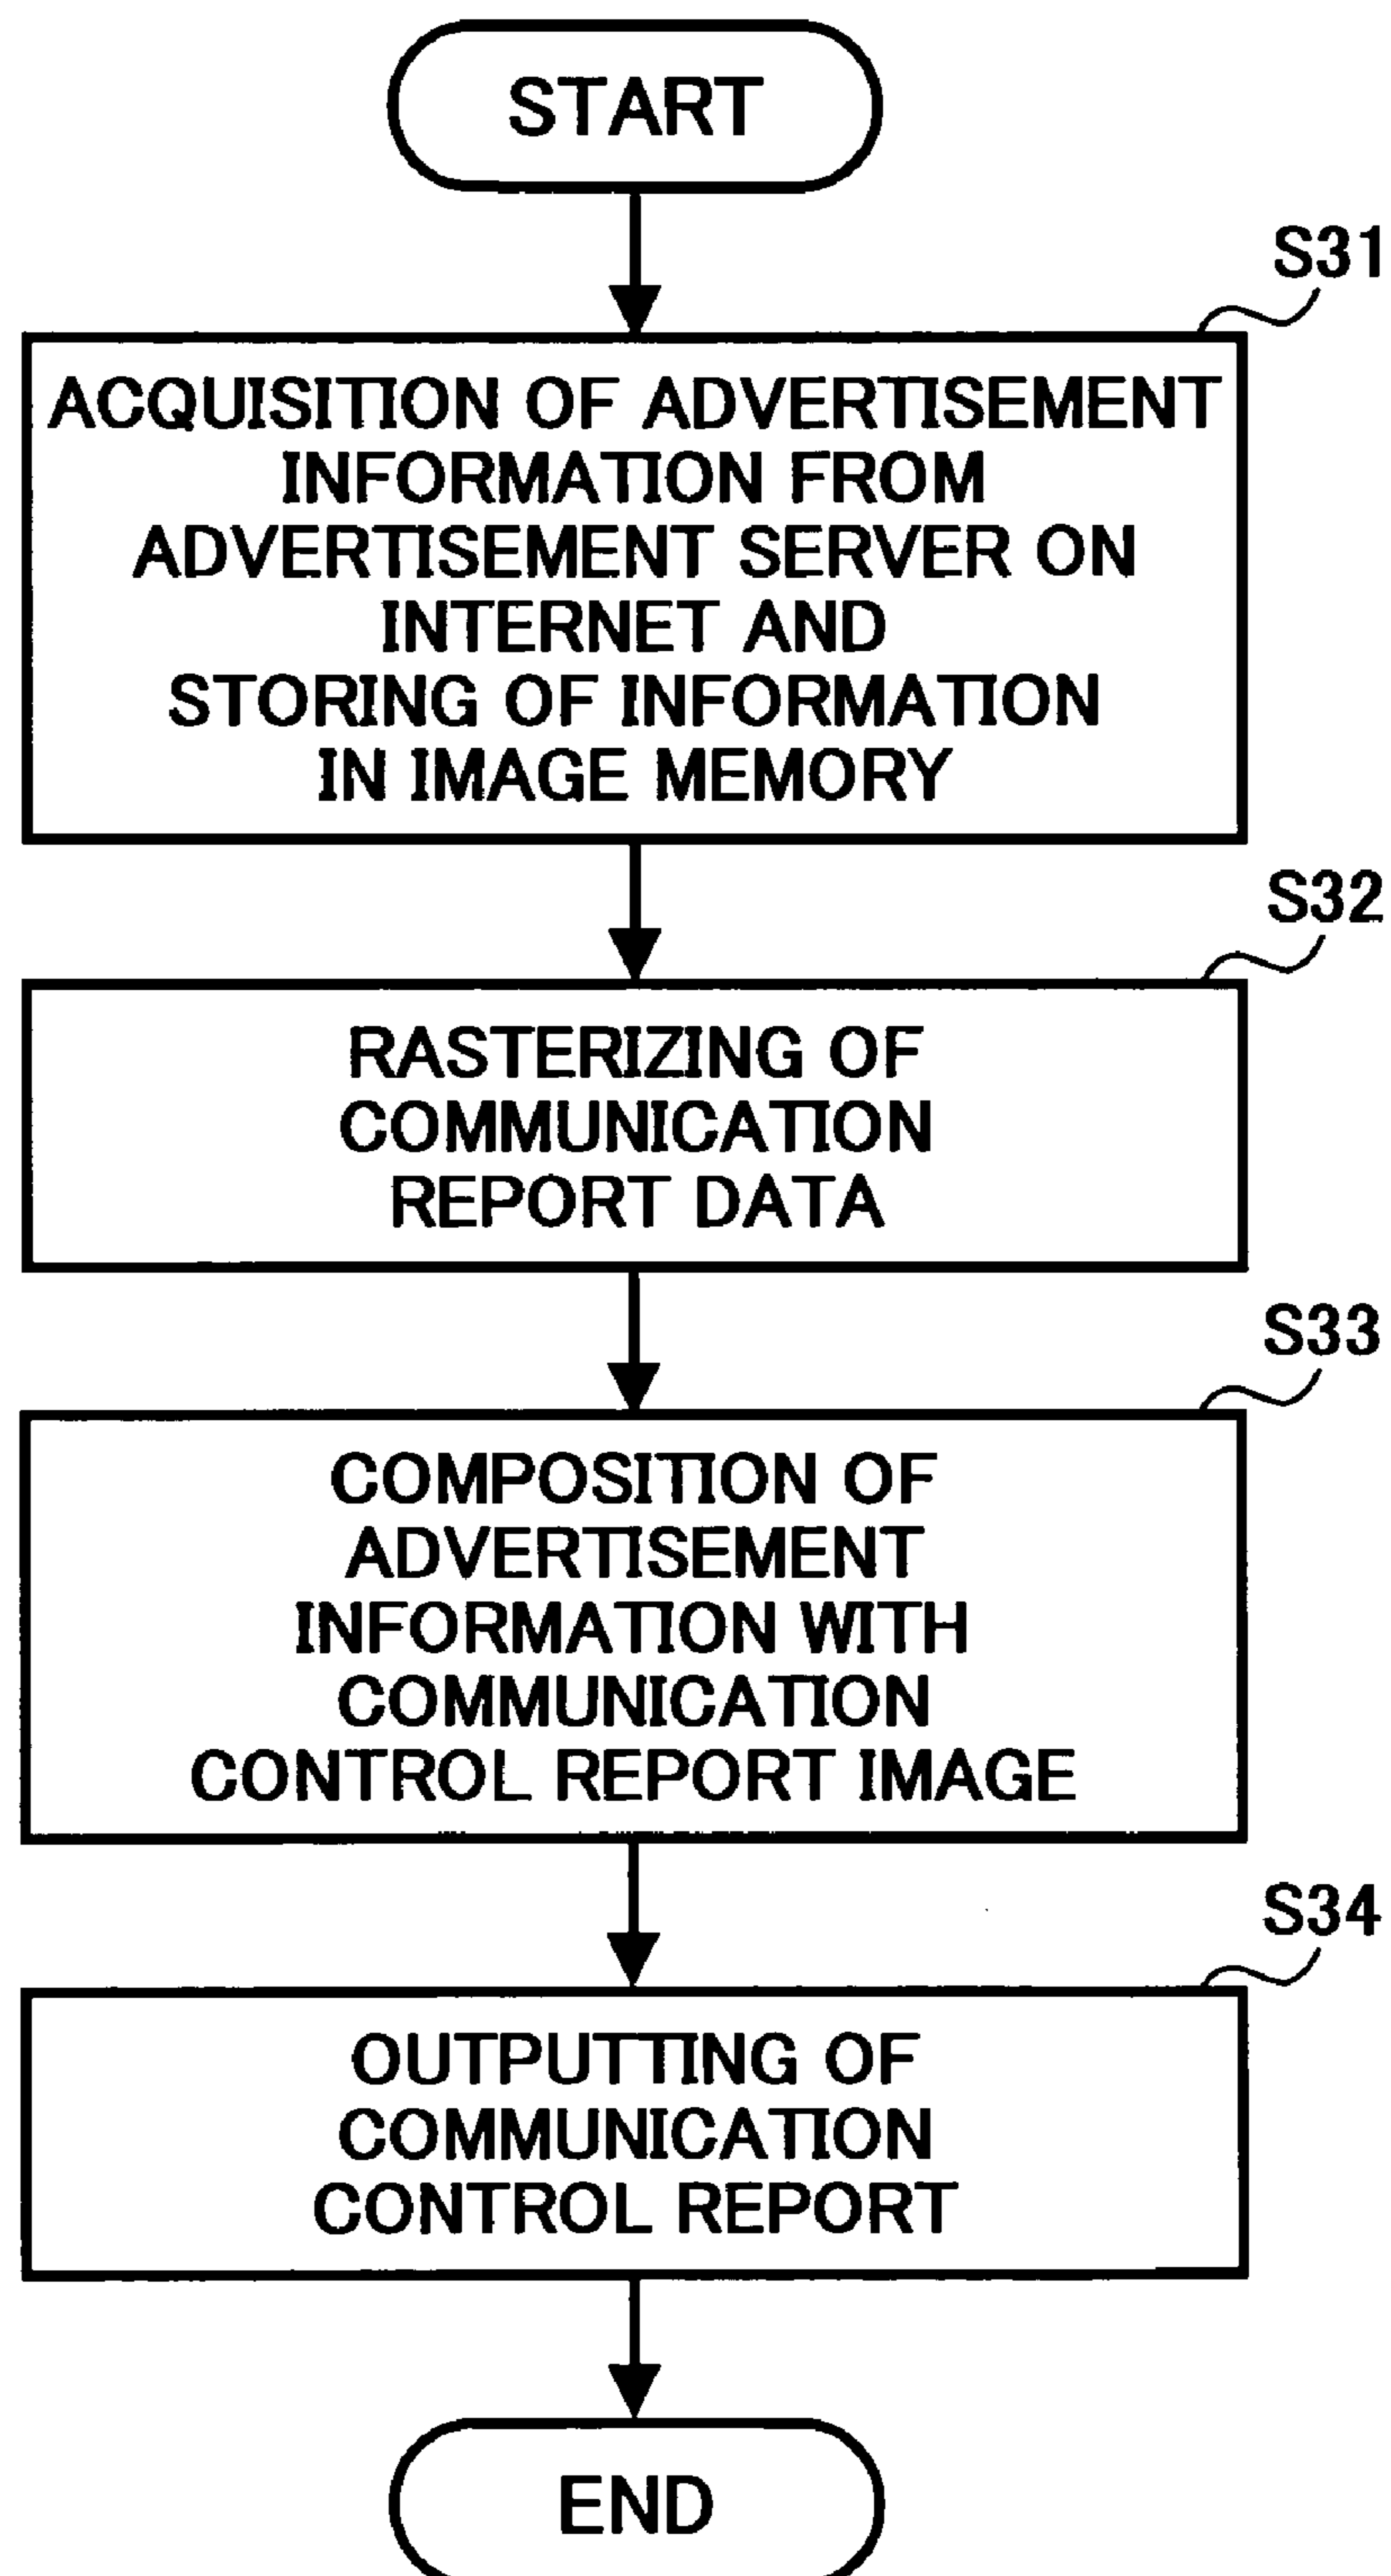 START
S31
ACQUISITION OF ADVERTISEMENT
INFORMATION FROM
ADVERTISEMENT SERVER ON
INTERNET AND
STORING OF INFORMATION
IN IMAGE MEMORY
S32
RASTERIZING OF
COMMUNICATION
REPORT DATA
S33
COMPOSITION OF
ADVERTISEMENT
INFORMATION WITH
COMMUNICATION
CONTROL REPORT IMAGE
S34
OUTPUTTING OF
COMMUNICATION
CONTROL REPORT
END